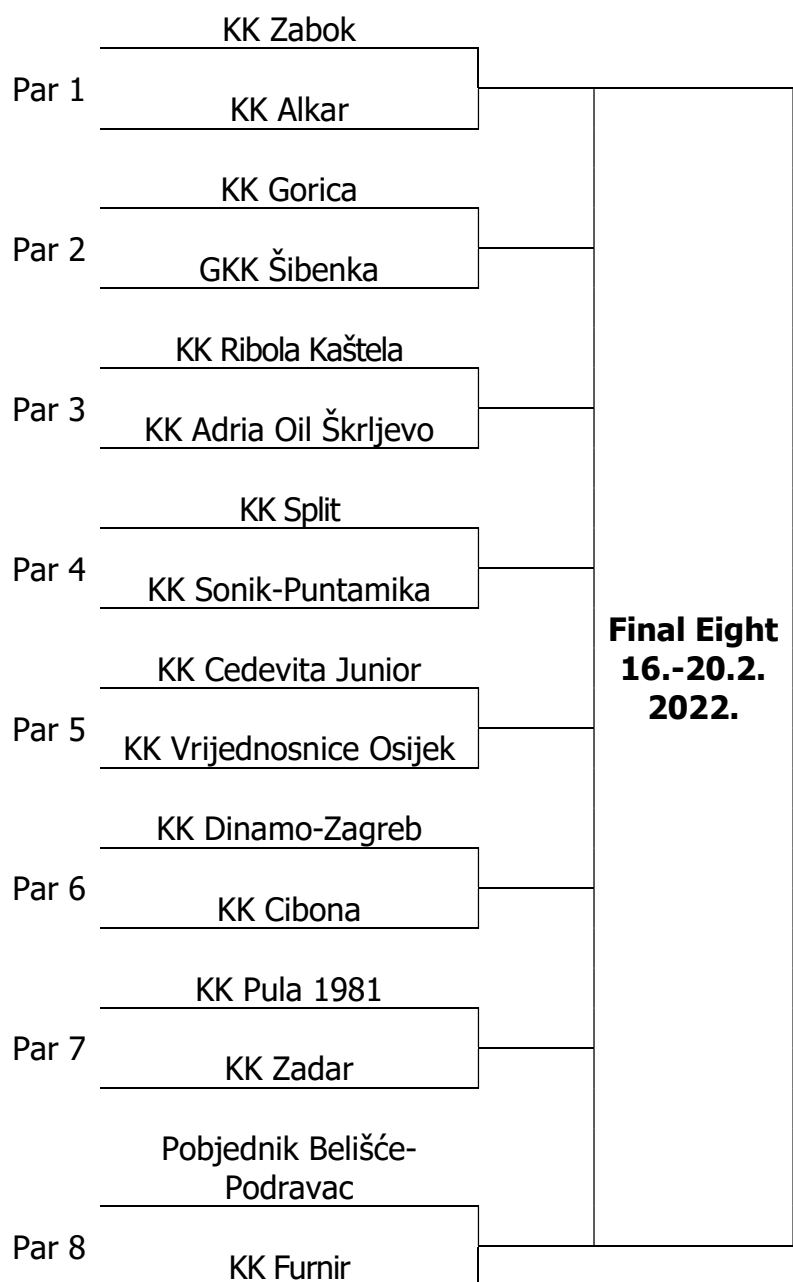 KK Zabok
Par 1
KK Alkar
KK Gorica
Par 2
GKK Šibenka
KK Ribola Kaštela
Par 3
KK Adria Oil Škrljevo
KK Split
Par 4
KK Sonik-Puntamika
Final Eight
16.-20.2.
2022.
KK Cedevita Junior
Par 5
KK Vrijednosnice Osijek
KK Dinamo-Zagreb
Par 6
KK Cibona
KK Pula 1981
Par 7
KK Zadar
Pobjednik Belišće-
Podravac
Par 8
KK Furnir